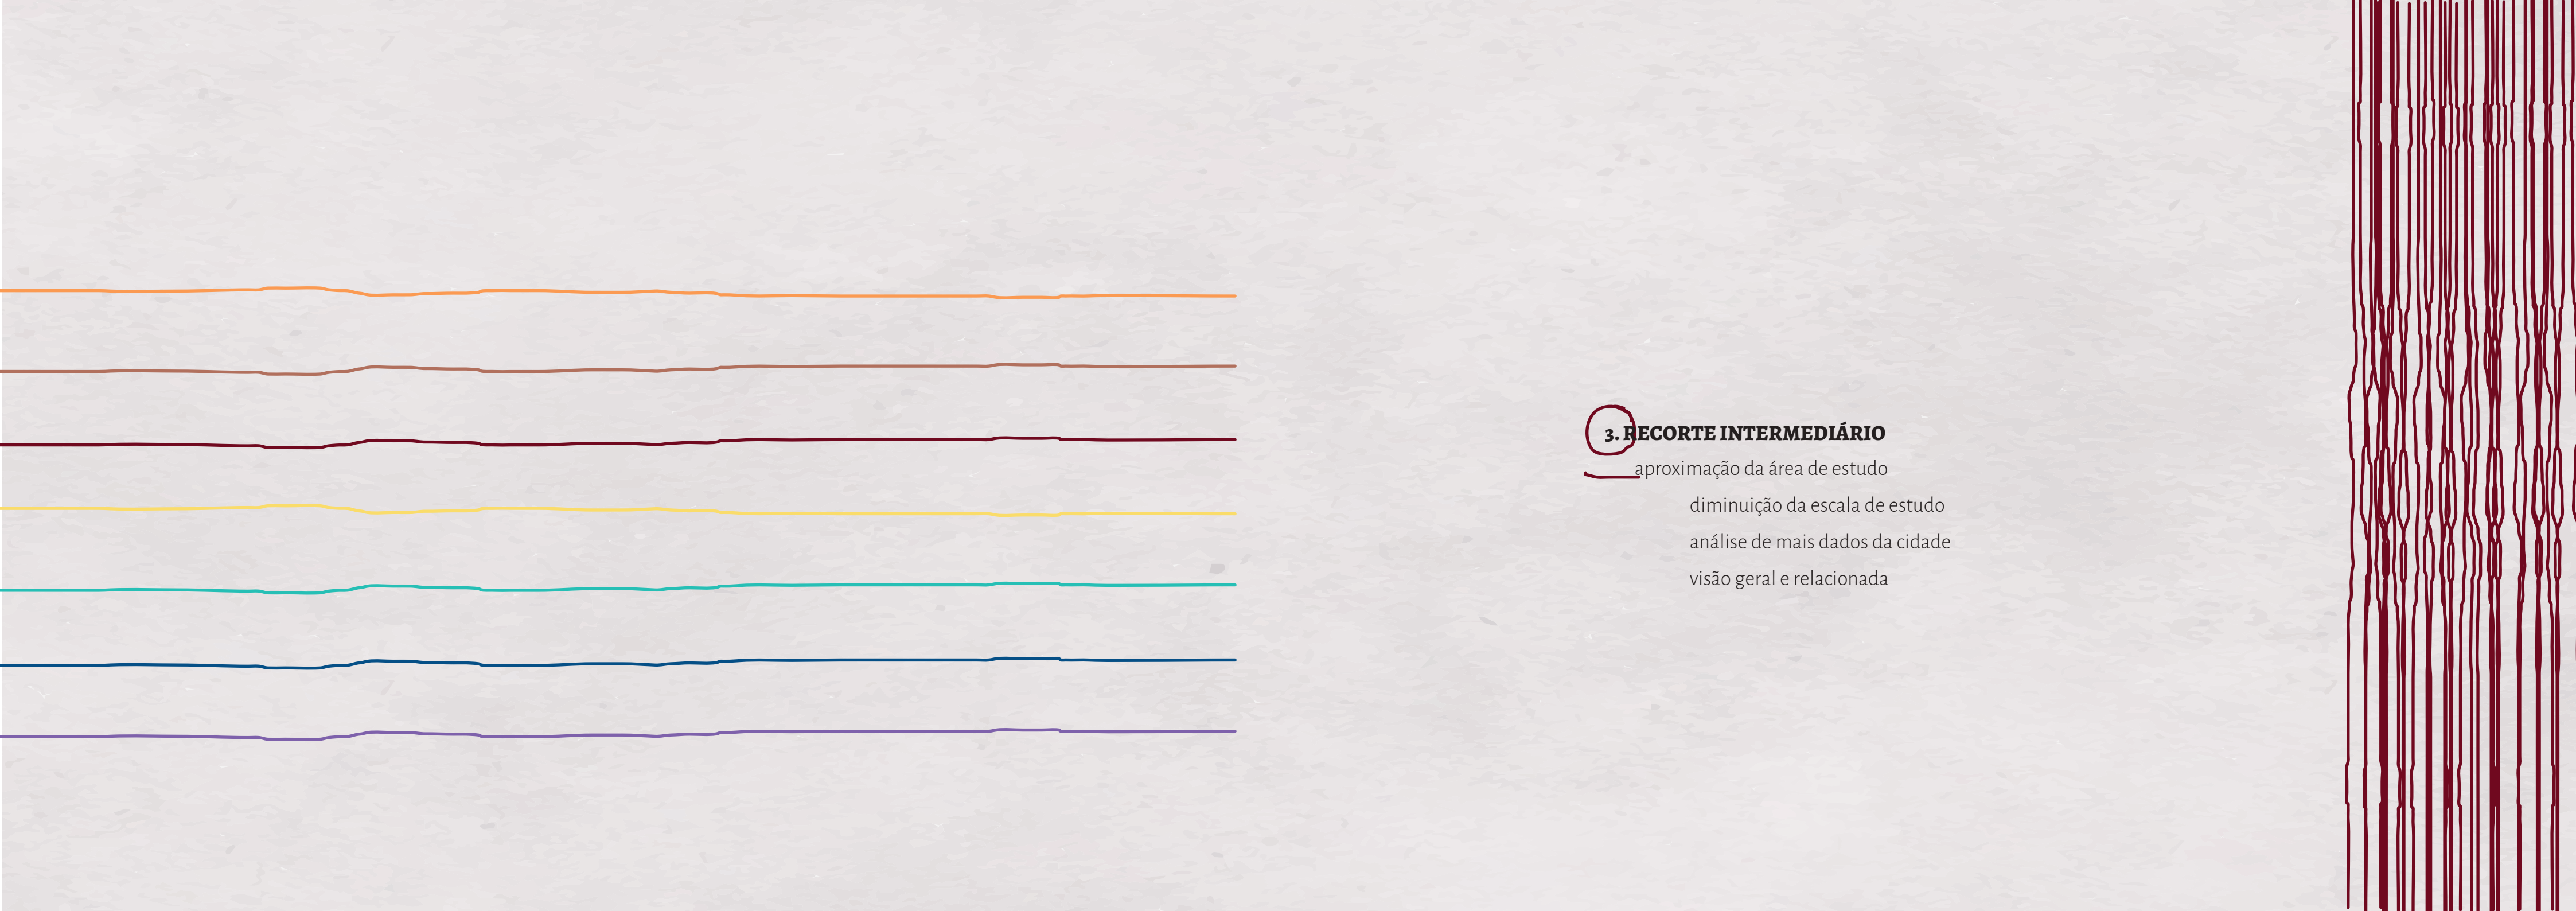 3. RECORTE INTERMEDIÁRIO
aproximação da área de estudo
diminuição da escala de estudo
análise de mais dados da cidade
visão geral e relacionada